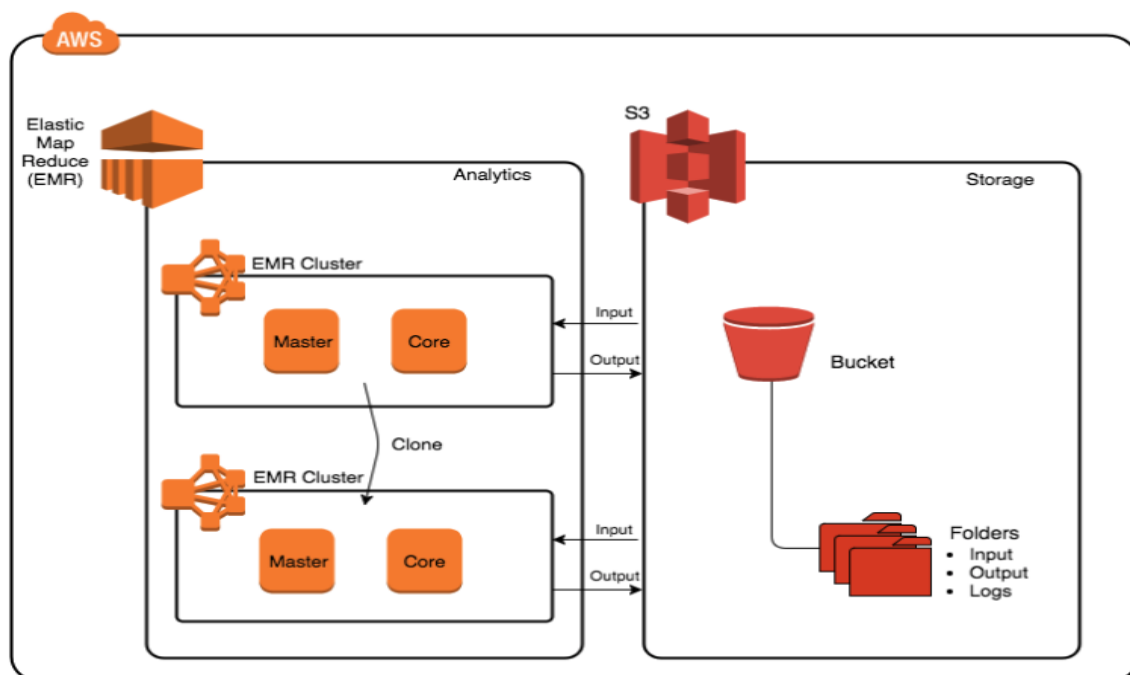 AWS
Elastic
Map
Reduce
(EMR)
Analytics
S3
Storage
EMR Cluster
Master
Core
Input
Output
Bucket
Clone
EMR Cluster
Master
Core
Input
Output
Folders
• Input
• Output
• Logs